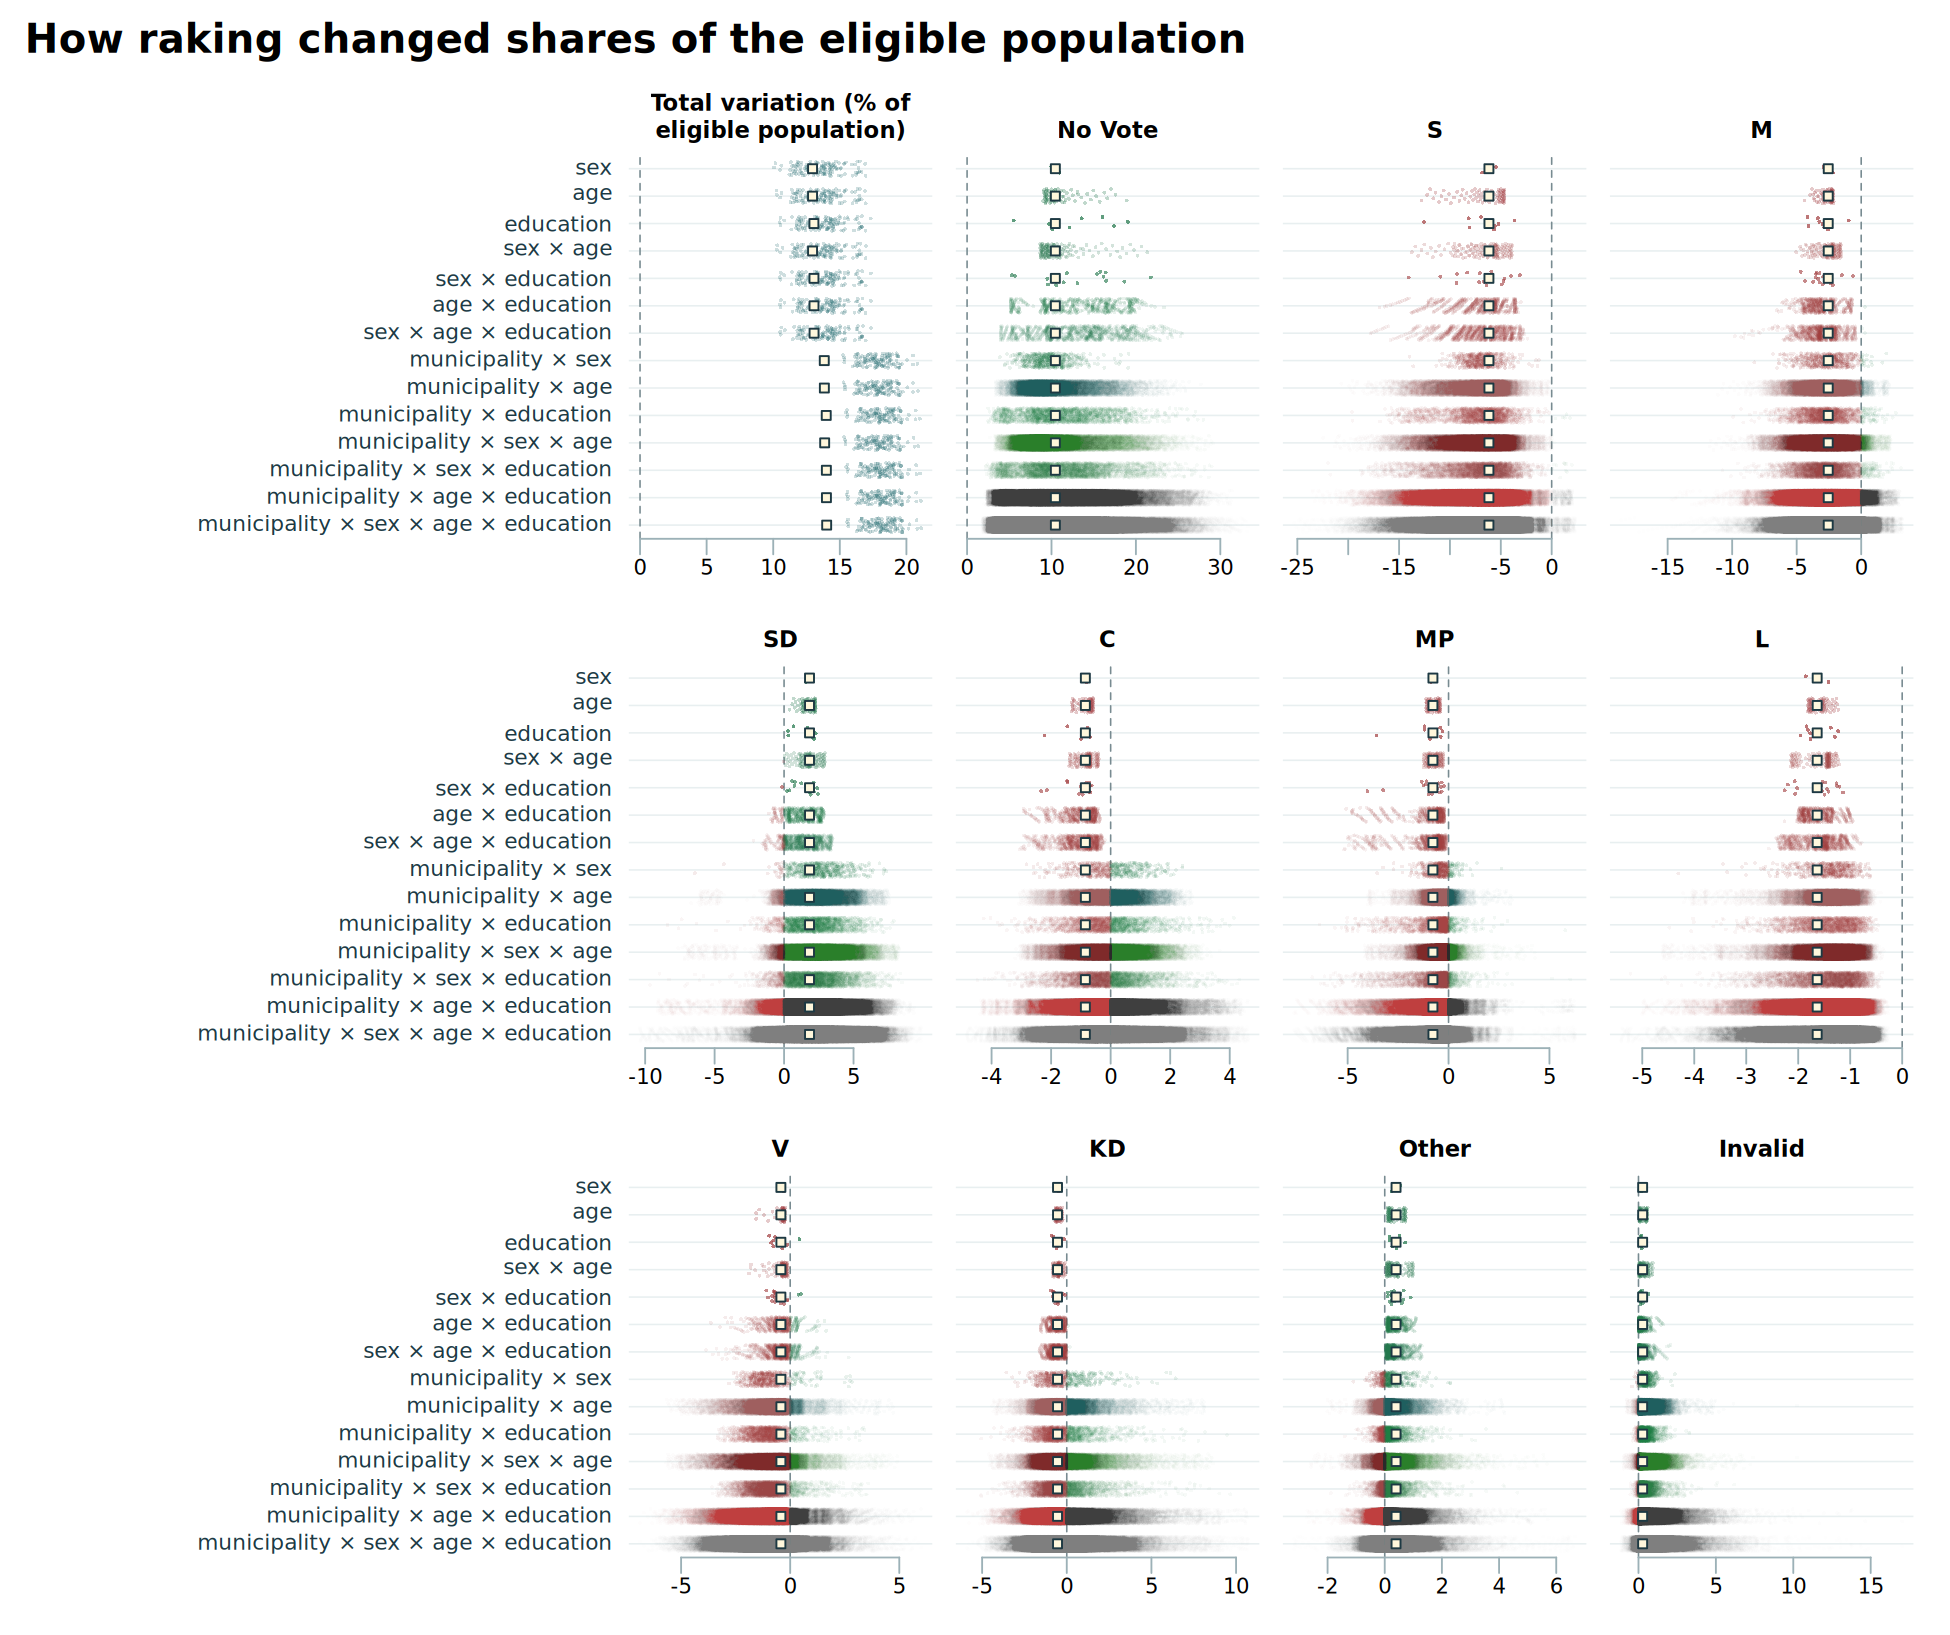 How raking changed shares of the eligible population
Total variation (% of
eligible population)
No Vote
S
M
sex
age
education
sex × age
sex × education
age × education
sex × age × education
municipality × sex
municipality × age
municipality × education
municipality × sex × age
municipality × sex × education
municipality × age × education
municipality × sex × age × education
0 5 10 15 20
0 10 20 30
-25 -15 -5 0
-15 -10 -5 0
SD
C
MP
L
sex
age
education
sex × age
sex × education
age × education
sex × age × education
municipality × sex
municipality × age
municipality × education
municipality × sex × age
municipality × sex × education
municipality × age × education
municipality × sex × age × education
-10 -5 0 5
-4 -2 0 2 4
-5 0 5
-5 -4 -3 -2 -1 0
V
KD
Other
Invalid
sex
age
education
sex × age
sex × education
age × education
sex × age × education
municipality × sex
municipality × age
municipality × education
municipality × sex × age
municipality × sex × education
municipality × age × education
municipality × sex × age × education
-5 0 5
-5 0 5 10
-2 0 2 4 6
0 5 10 15